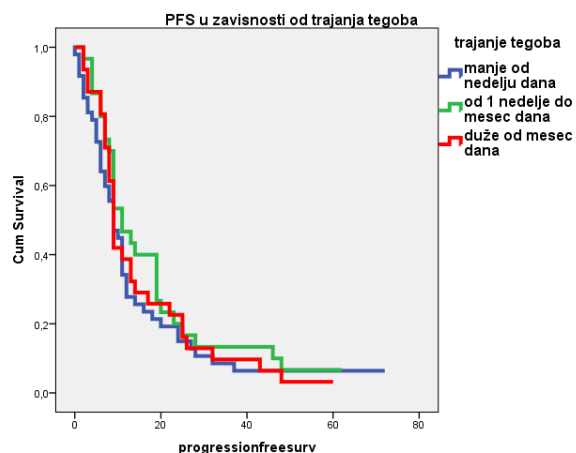 PFS u zavisnosti od trajanja tegoba
trajanje tegoba
manje od
nedelju dana
od 1 nedelje do
mesec dana
duže od mesec
dana
Cum Survival
1,0
0,8
0,6
0,4
0,2
0,0
0
20
40
60
80
progressionfreesurv